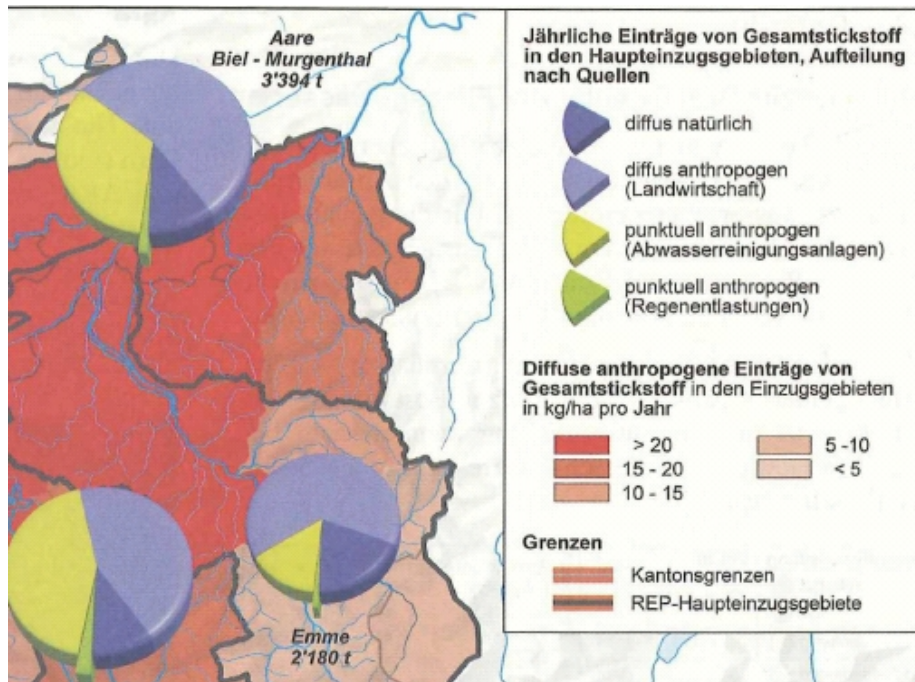 Aare
Biel - Murgenthal
3'394 t
Emme
2'180 t
Jährliche Einträge von Gesamtstickstoff
in den Haupteinzugsgebieten, Aufteilung
nach Quellen
diffus natürlich
diffus anthropogen
(Landwirtschaft)
punktuell anthropogen
(Abwasserreinigungsanlagen)
punktuell anthropogen
(Regenentlastungen)
Diffuse anthropogene Einträge von
Gesamtstickstoff in den Einzugsgebieten
in kg/ha pro Jahr
> 20
15 - 20
10 - 15
5 -10
< 5
Grenzen
Kantonsgrenzen
REP-Haupteinzugsgebiete